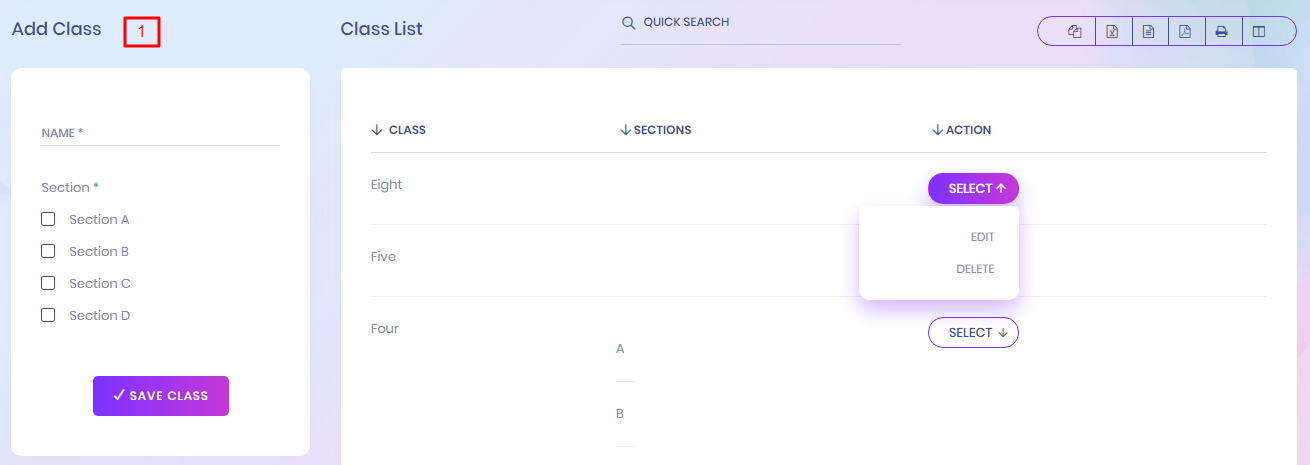 Add Class
1
NAME *
Section *
Section A
Section B
Section C
Section D
SAVE CLASS
Class List
QUICK SEARCH
CLASS SECTIONS ACTION
Eight SELECT
EDIT
Five
DELETE
Four SELECT
A
B